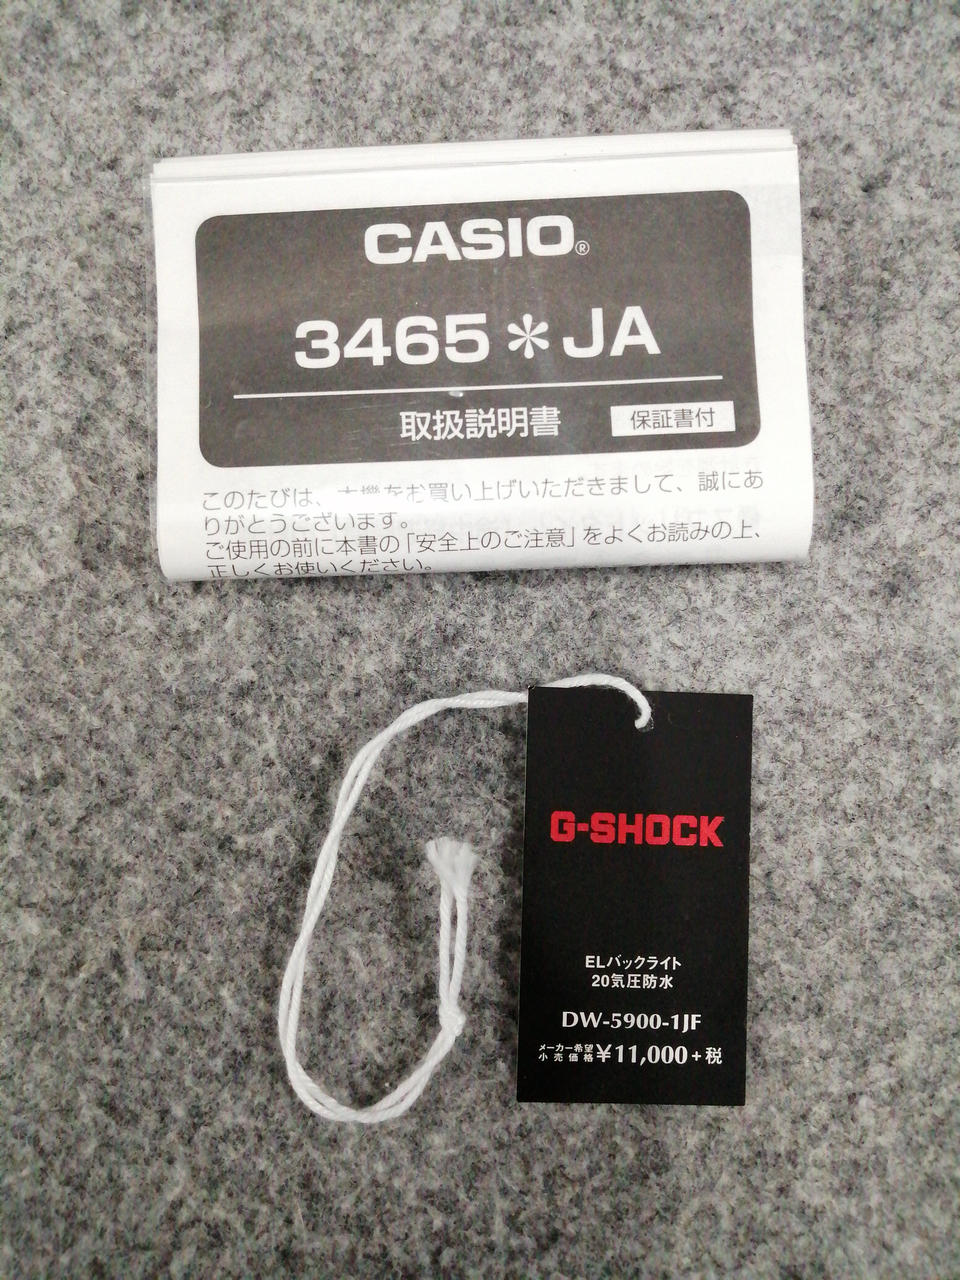 CASIO®
3465＊JA
取扱説明書
保証書付
このたびは、本機をお買い上げいただきまして、誠にあ
りがとうございます。
ご使用の前に本書の「安全上のご注意」をよくお読みの上、
正しくお使いください。
G-SHOCK
ELバックライト
20気圧防水
DW-5900-1JF
メーカー希望
小売価格 ¥11,000+税